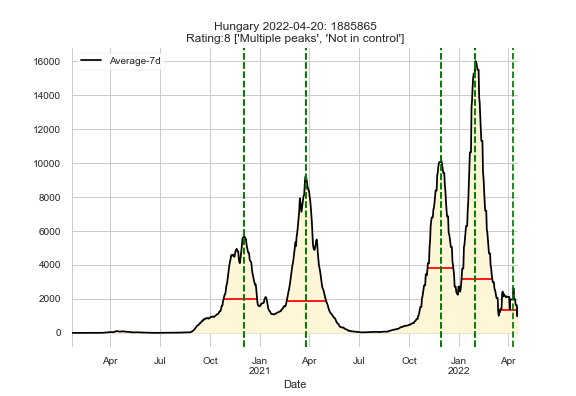 Hungary 2022-04-20: 1885865
Rating:8 ['Multiple peaks', 'Not in control']
Average-7d
16000
14000
12000
10000
8000
6000
4000
2000
0
Apr Jul Oct Jan Apr Jul Oct Jan Apr
2021 2022
Date